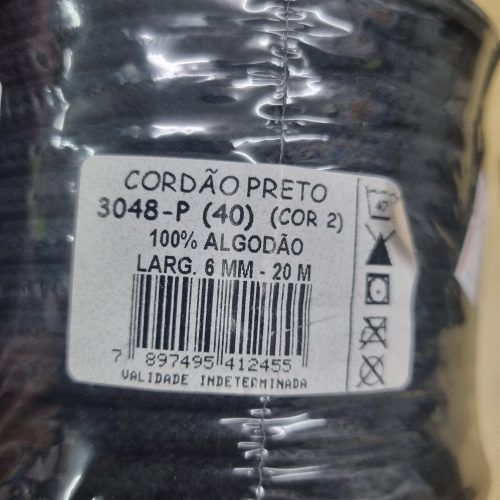 CORDÃO PRETO
3048-P (40) (COR 2)
100% ALGODÃO
LARG. 6 MM - 20 M
7 897495 412455
VALIDADE INDETERMINADA